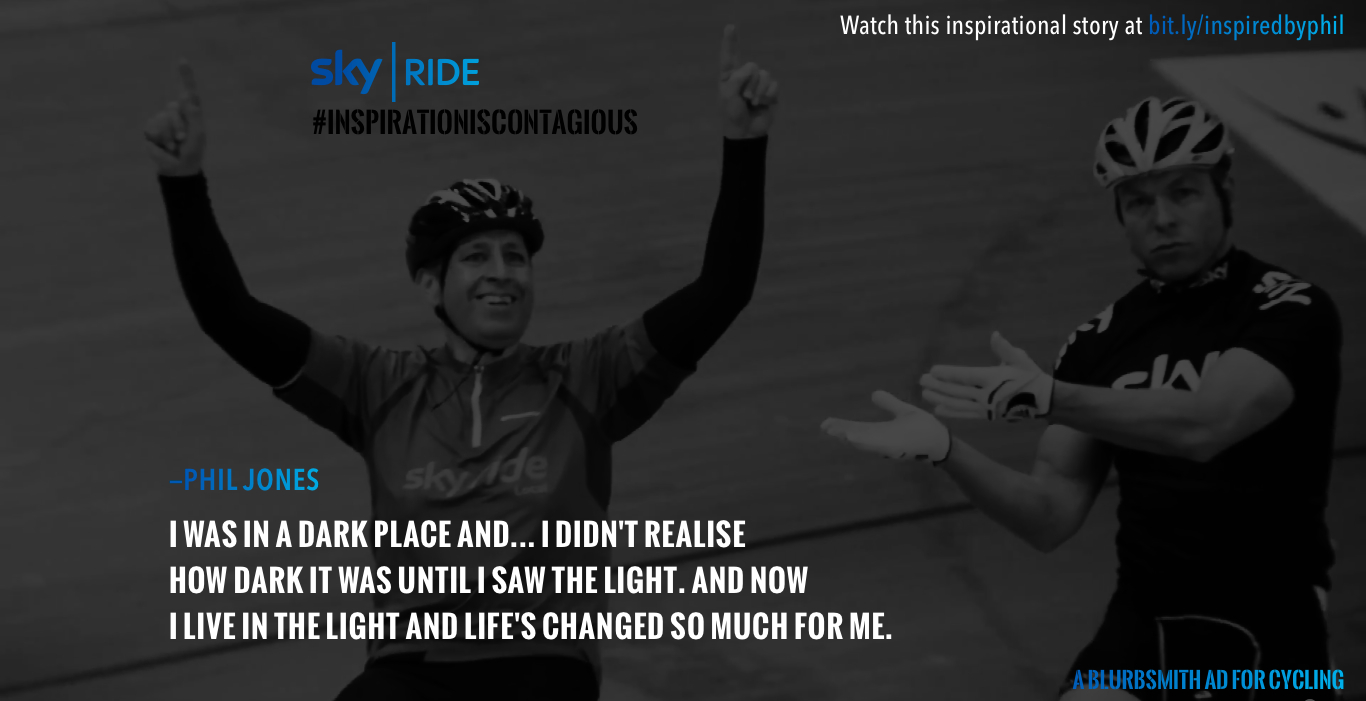 Watch this inspirational story at bit.ly/inspiredbyphil
sky | RIDE
#INSPIRATIONISCONTAGIOUS
sky
sky ride
–PHIL JONES
I WAS IN A DARK PLACE AND... I DIDN'T REALISE
HOW DARK IT WAS UNTIL I SAW THE LIGHT. AND NOW
I LIVE IN THE LIGHT AND LIFE'S CHANGED SO MUCH FOR ME.
A BLURBSMITH AD FOR CYCLING